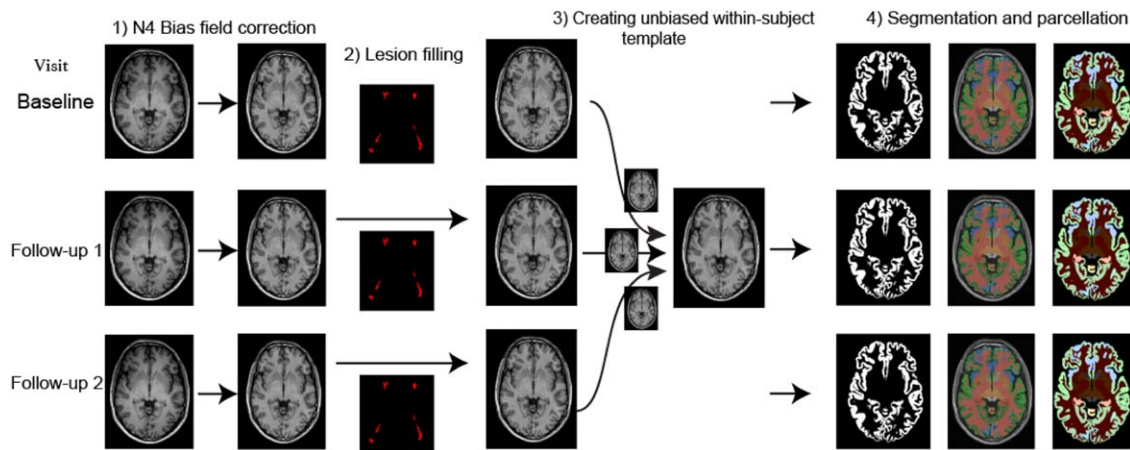 1) N4 Bias field correction
2) Lesion filling
3) Creating unbiased within-subject
template
4) Segmentation and parcellation
Visit
Baseline
Follow-up 1
Follow-up 2